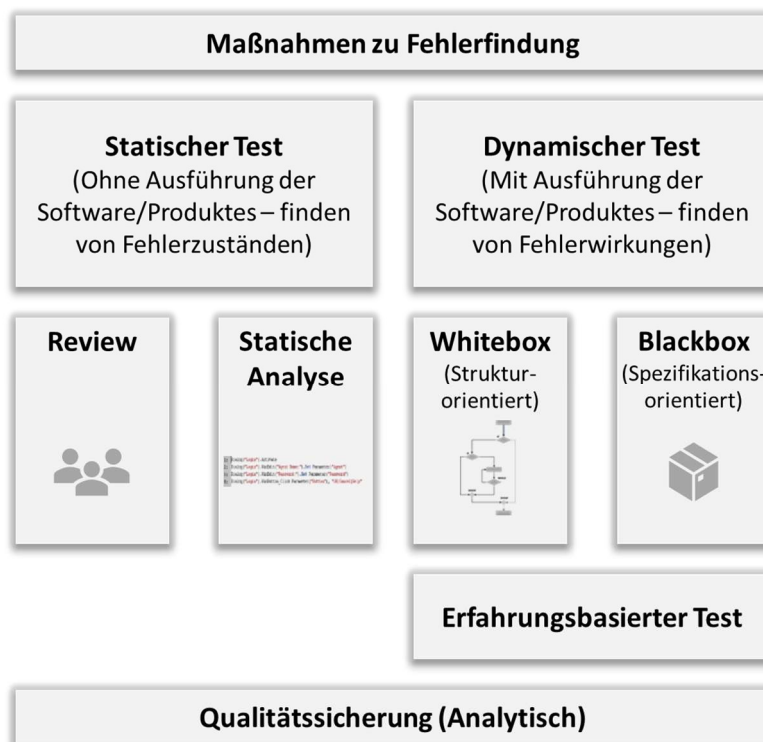 Maßnahmen zu Fehlerfindung
Statischer Test
(Ohne Ausführung der
Software/Produktes – finden
von Fehlerzuständen)
Dynamischer Test
(Mit Ausführung der
Software/Produktes – finden
von Fehlerwirkungen)
Review
Statische
Analyse
Whitebox
(Struktur-
orientiert)
Blackbox
(Spezifikations-
orientiert)
Erfahrungsbasierter Test
Qualitätssicherung (Analytisch)